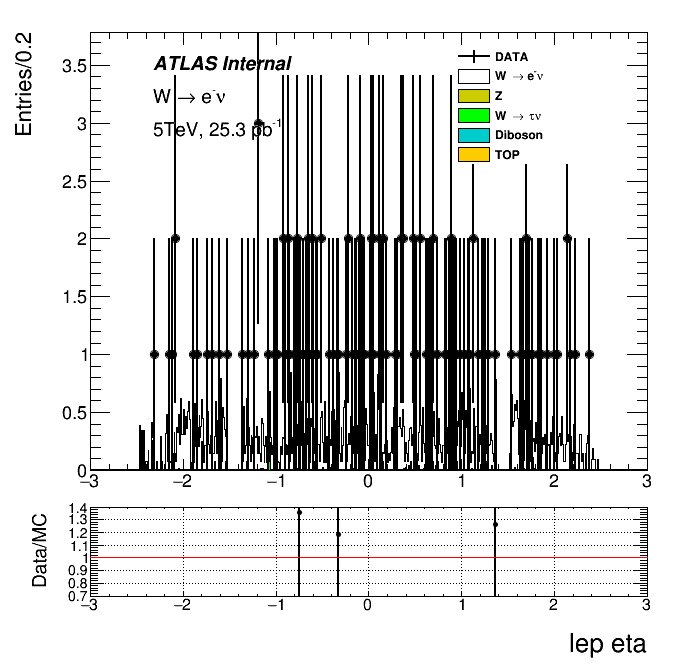 Entries/0.2
ATLAS Internal
W → e⁻ν
5TeV, 25.3 pb⁻¹
DATA
W → e⁻ν
Z
W → τν
Diboson
TOP
3.5
3
2.5
2
1.5
1
0.5
0
−3 −2 −1 0 1 2 3
Data/MC
1.4
1.3
1.2
1.1
1
0.9
0.8
0.7
−3 −2 −1 0 1 2 3
lep eta